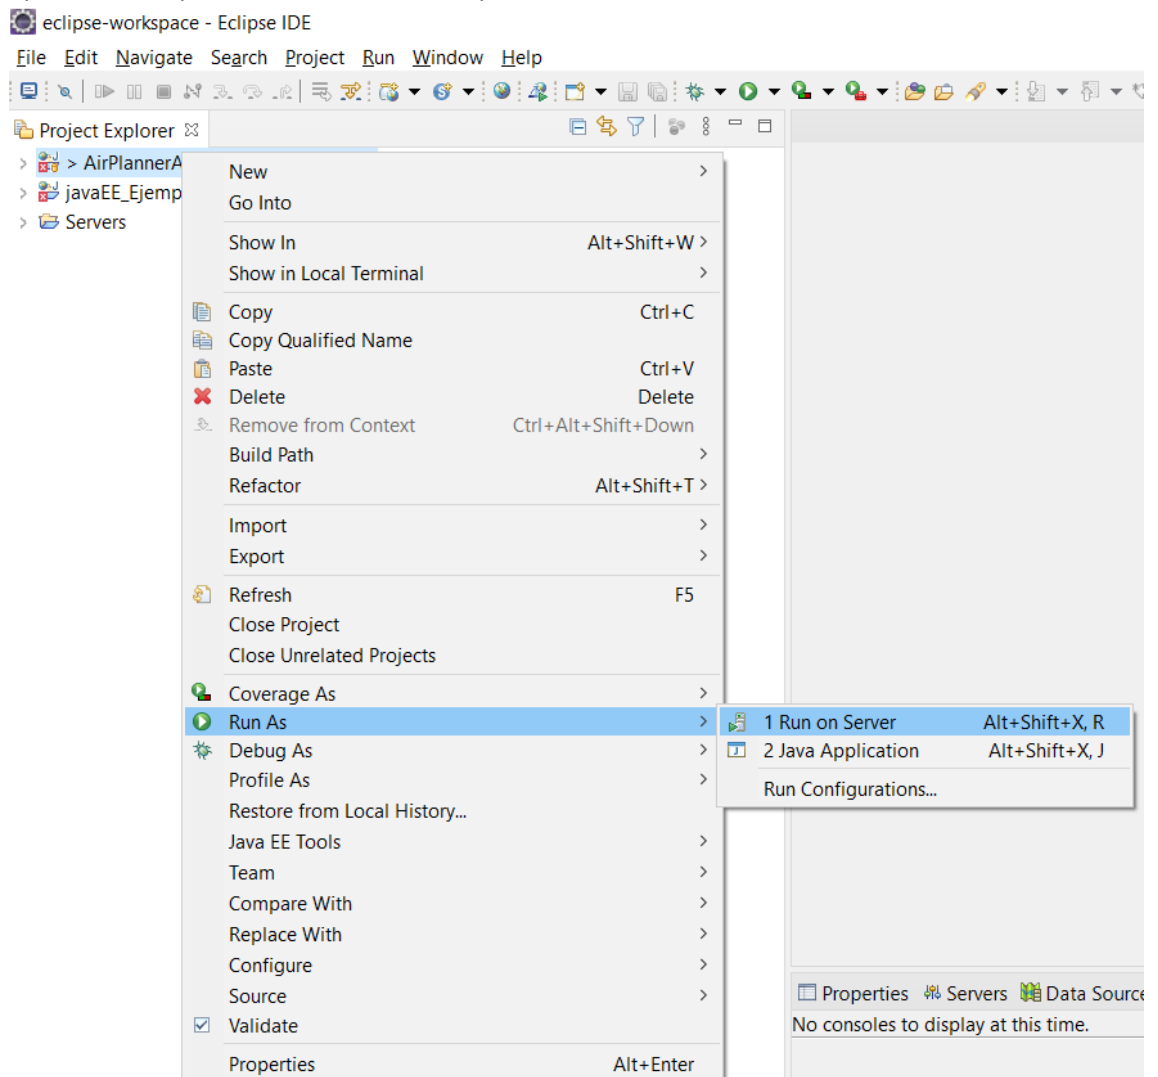 eclipse-workspace - Eclipse IDE
File Edit Navigate Search Project Run Window Help
Project Explorer
> AirPlannerA
javaEE_Ejemp
Servers
New
Go Into
Show In Alt+Shift+W
Show in Local Terminal
Copy Ctrl+C
Copy Qualified Name
Paste Ctrl+V
Delete Delete
Remove from Context Ctrl+Alt+Shift+Down
Build Path
Refactor Alt+Shift+T
Import
Export
Refresh F5
Close Project
Close Unrelated Projects
Coverage As
Run As
Debug As
Profile As
Restore from Local History...
Java EE Tools
Team
Compare With
Replace With
Configure
Source
Validate
Properties Alt+Enter
1 Run on Server Alt+Shift+X, R
2 Java Application Alt+Shift+X, J
Run Configurations...
Properties Servers Data Source
No consoles to display at this time.